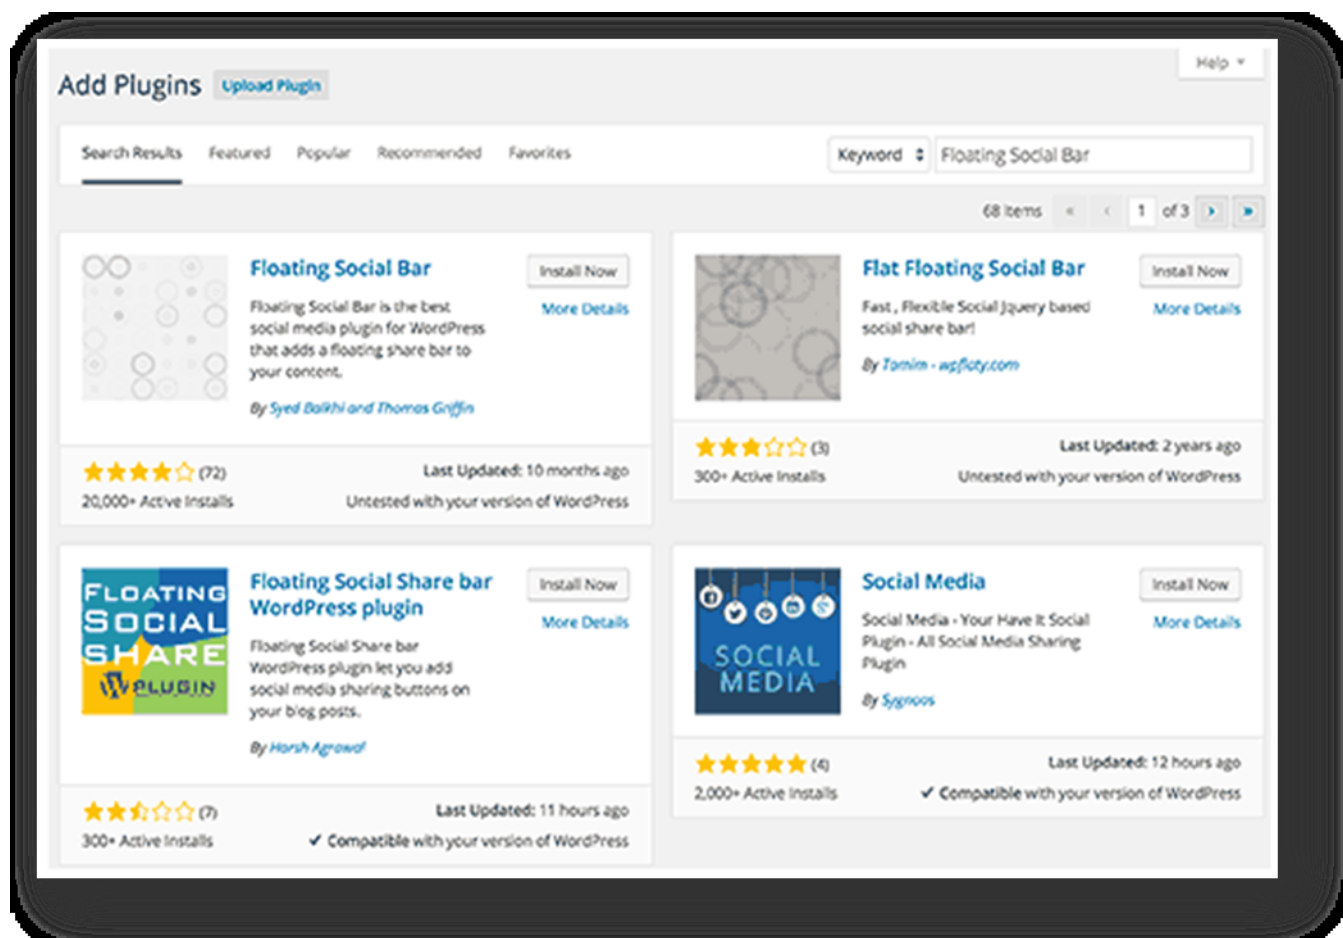 Help
Add Plugins Upload Plugin
Search Results Featured Popular Recommended Favorites Keyword Floating Social Bar
68 items « ‹ 1 of 3 › »
Floating Social Bar
Install Now
Floating Social Bar is the best
social media plugin for WordPress
that adds a floating share bar to
your content.
More Details
By Syed Balkhi and Thomas Griffin
(72)
Last Updated: 10 months ago
20,000+ Active Installs
Untested with your version of WordPress
Flat Floating Social Bar
Install Now
Fast , Flexible Social Jquery based
social share bar!
More Details
By Tamim - wpflaty.com
(3)
Last Updated: 2 years ago
300+ Active Installs
Untested with your version of WordPress
FLOATING
SOCIAL
SHARE
PLUGIN
Floating Social Share bar
WordPress plugin
Install Now
More Details
Floating Social Share bar
WordPress plugin let you add
social media sharing buttons on
your blog posts.
By Harsh Agrawal
(7)
Last Updated: 11 hours ago
300+ Active Installs
✔ Compatible with your version of WordPress
SOCIAL
MEDIA
Social Media
Install Now
Social Media - Your Have It Social
Plugin - All Social Media Sharing
Plugin
More Details
By Sygnoos
(4)
Last Updated: 12 hours ago
2,000+ Active Installs
✔ Compatible with your version of WordPress